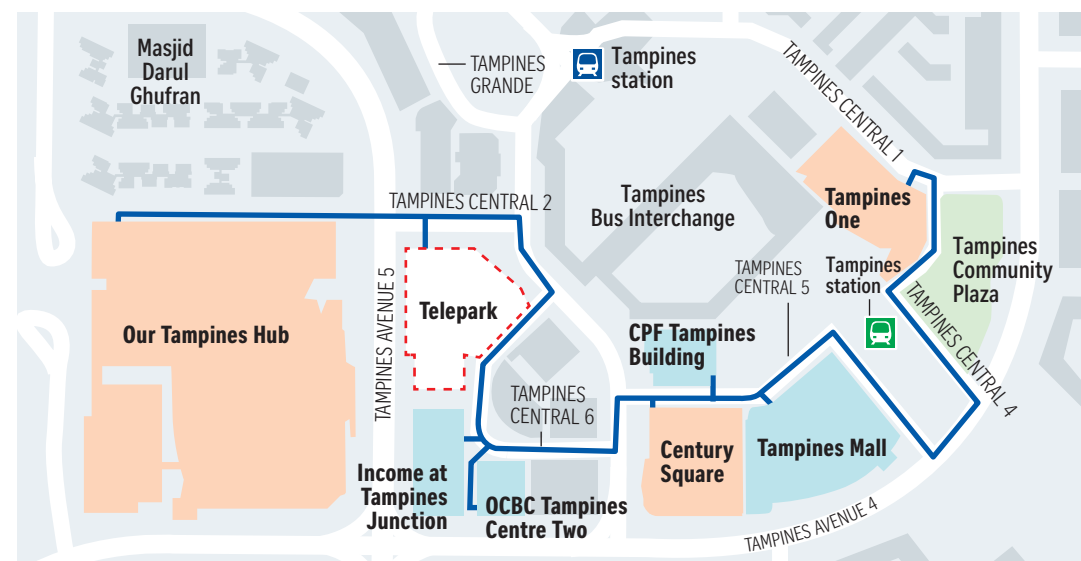 Masjid
Darul
Ghufran
TAMPINES
GRANDE
Tampines
station
TAMPINES CENTRAL 1
TAMPINES CENTRAL 2
Tampines
Bus Interchange
Tampines
One
Tampines
Community
Plaza
TAMPINES
CENTRAL 5
Tampines
station
TAMPINES AVENUE 5
Telepark
Our Tampines Hub
CPF Tampines
Building
TAMPINES CENTRAL 4
TAMPINES
CENTRAL 6
Income at
Tampines
Junction
OCBC Tampines
Centre Two
Century
Square
Tampines Mall
TAMPINES AVENUE 4